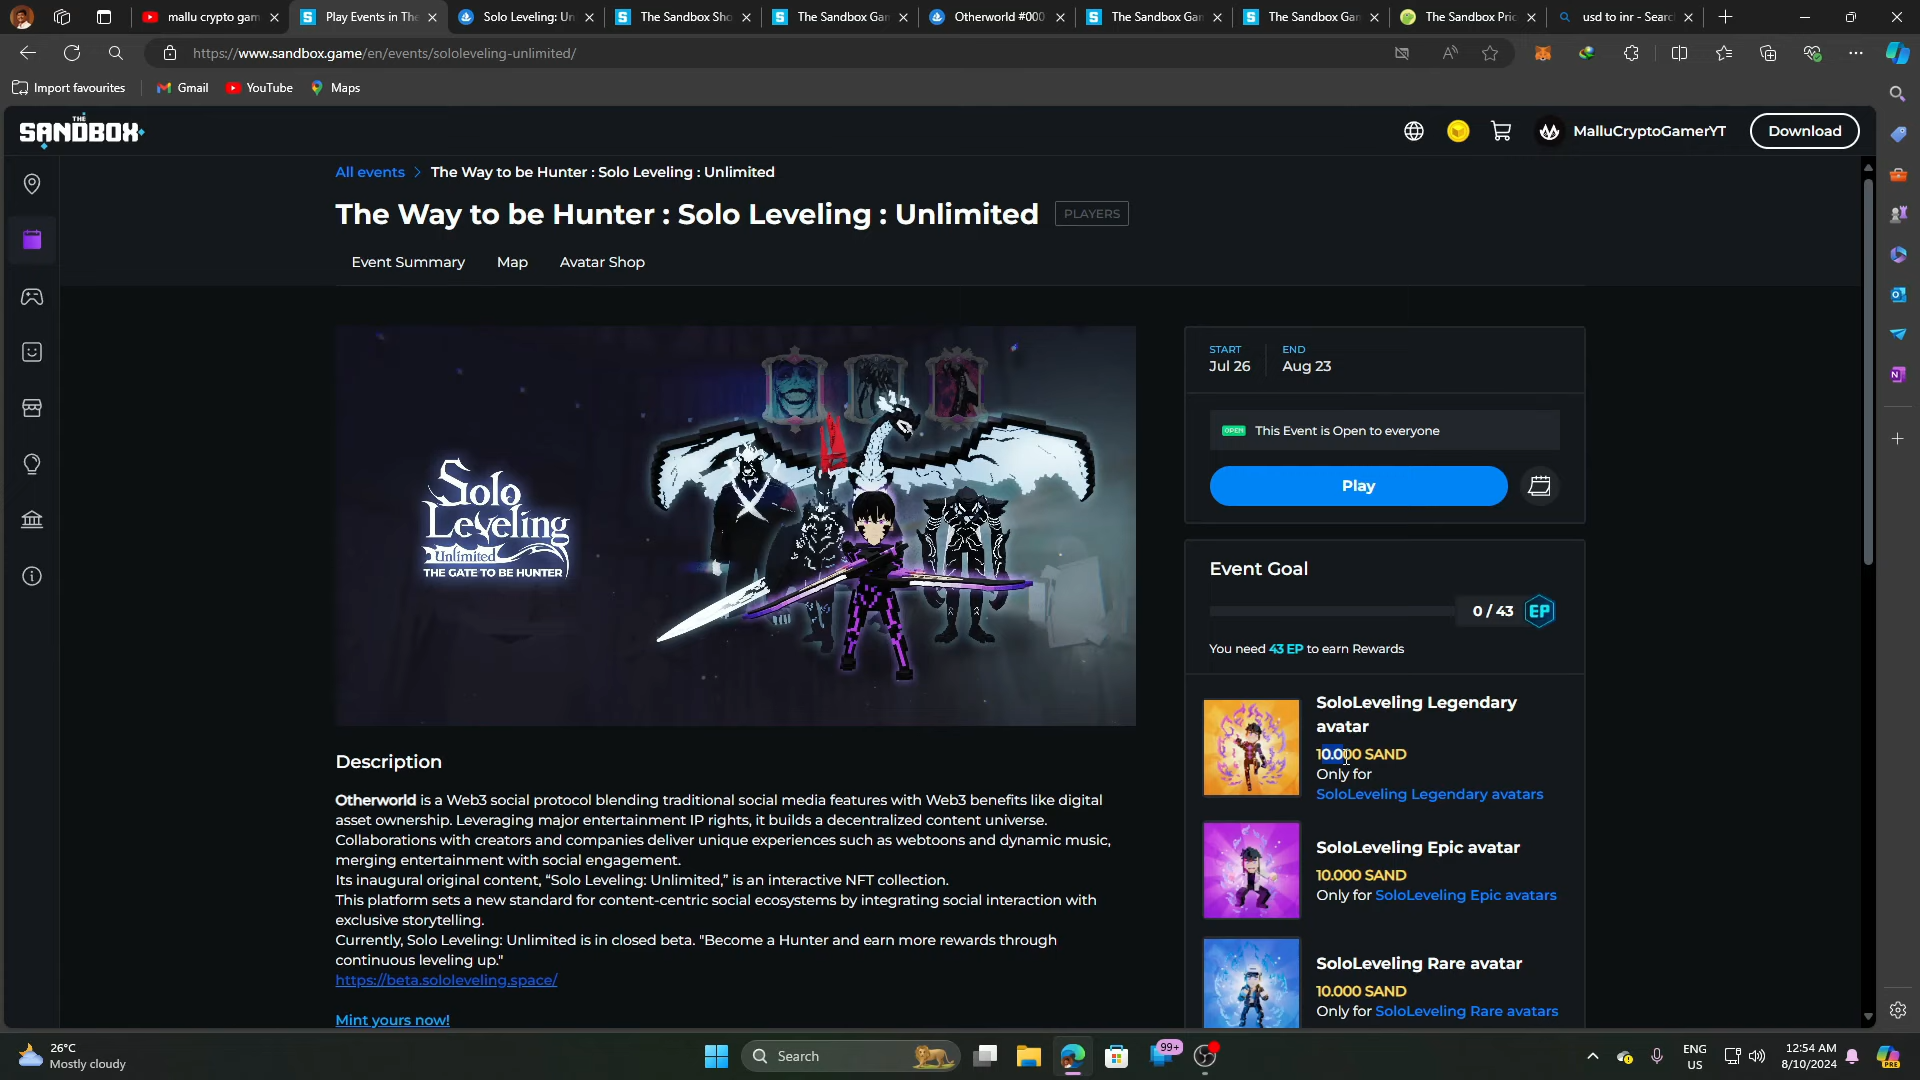 mallu crypto gam
Play Events in The
Solo Leveling: Un
The Sandbox Sho
The Sandbox Gam
Otherworld #000
The Sandbox Gam
The Sandbox Gam
The Sandbox Pric
usd to inr - Searc
https://www.sandbox.game/en/events/sololeveling-unlimited/
Import favourites
Gmail
YouTube
Maps
THE
SANDBOX
MalluCryptoGamerYT
Download
All events > The Way to be Hunter : Solo Leveling : Unlimited
The Way to be Hunter : Solo Leveling : Unlimited
PLAYERS
Event Summary
Map
Avatar Shop
Solo
Leveling
Unlimited
THE GATE TO BE HUNTER
START
Jul 26
END
Aug 23
OPEN This Event is Open to everyone
Play
Event Goal
0 / 43 EP
You need 43 EP to earn Rewards
SoloLeveling Legendary
avatar
10.000 SAND
Only for
SoloLeveling Legendary avatars
SoloLeveling Epic avatar
10.000 SAND
Only for SoloLeveling Epic avatars
SoloLeveling Rare avatar
10.000 SAND
Only for SoloLeveling Rare avatars
Description
Otherworld is a Web3 social protocol blending traditional social media features with Web3 benefits like digital
asset ownership. Leveraging major entertainment IP rights, it builds a decentralized content universe.
Collaborations with creators and companies deliver unique experiences such as webtoons and dynamic music,
merging entertainment with social engagement.
Its inaugural original content, “Solo Leveling: Unlimited,” is an interactive NFT collection.
This platform sets a new standard for content-centric social ecosystems by integrating social interaction with
exclusive storytelling.
Currently, Solo Leveling: Unlimited is in closed beta. "Become a Hunter and earn more rewards through
continuous leveling up."
https://beta.sololeveling.space/
Mint yours now!
26°C
Mostly cloudy
Search
99+
ENG
US
12:54 AM
8/10/2024
PRE